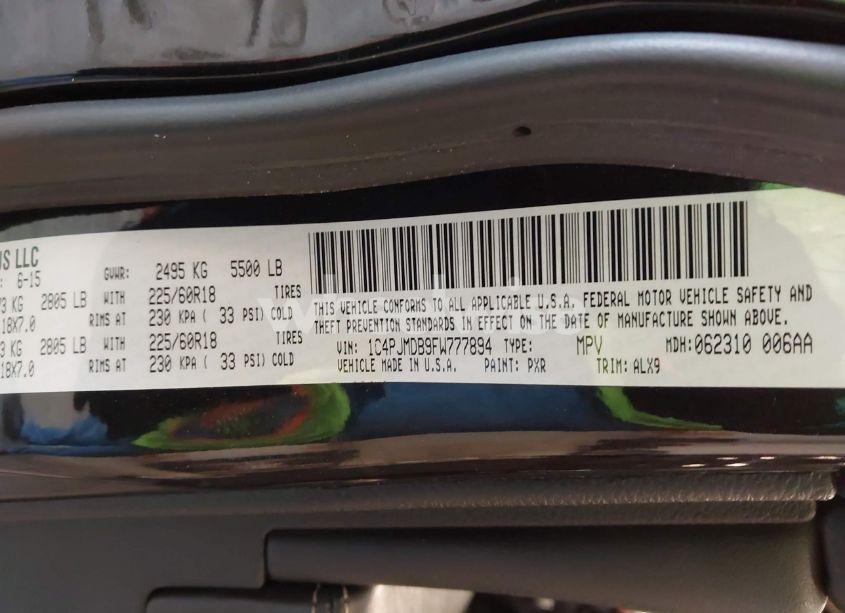 US LLC
: 6-15
GVWR: 2495 KG 5500 LB
3 KG 2805 LB WITH 225/60R18 TIRES
18X7.0 RIMS AT 230 KPA ( 33 PSI) COLD
3 KG 2805 LB WITH 225/60R18 TIRES
18X7.0 RIMS AT 230 KPA ( 33 PSI) COLD
THIS VEHICLE CONFORMS TO ALL APPLICABLE U.S.A. FEDERAL MOTOR VEHICLE SAFETY AND
THEFT PREVENTION STANDARDS IN EFFECT ON THE DATE OF MANUFACTURE SHOWN ABOVE.
VIN: 1C4PJMDB9FW777894 TYPE: MPV MDH: 062310 006AA
VEHICLE MADE IN U.S.A. PAINT: PXR TRIM: ALX9